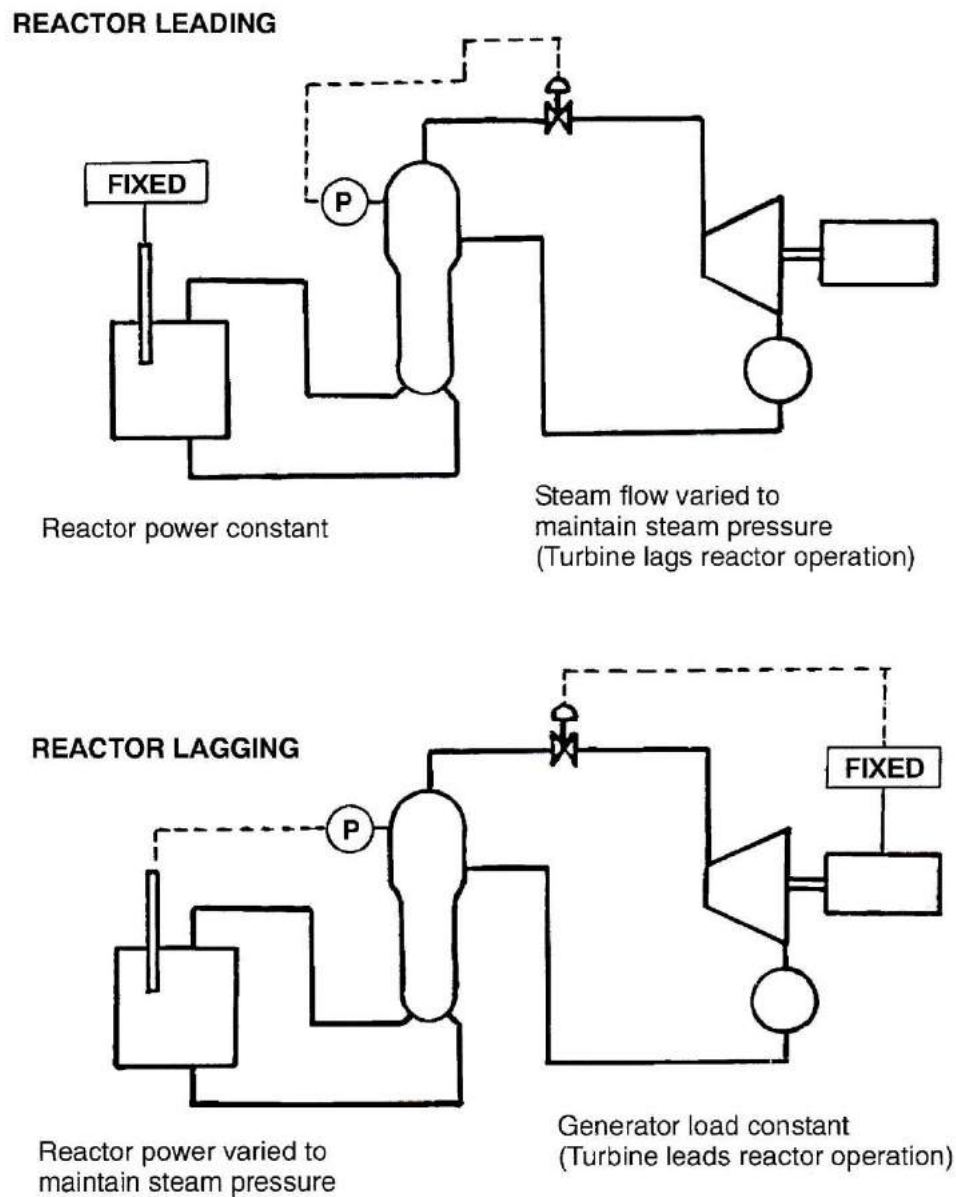 REACTOR LEADING
FIXED
P
Reactor power constant
Steam flow varied to
maintain steam pressure
(Turbine lags reactor operation)
REACTOR LAGGING
FIXED
P
Reactor power varied to
maintain steam pressure
Generator load constant
(Turbine leads reactor operation)